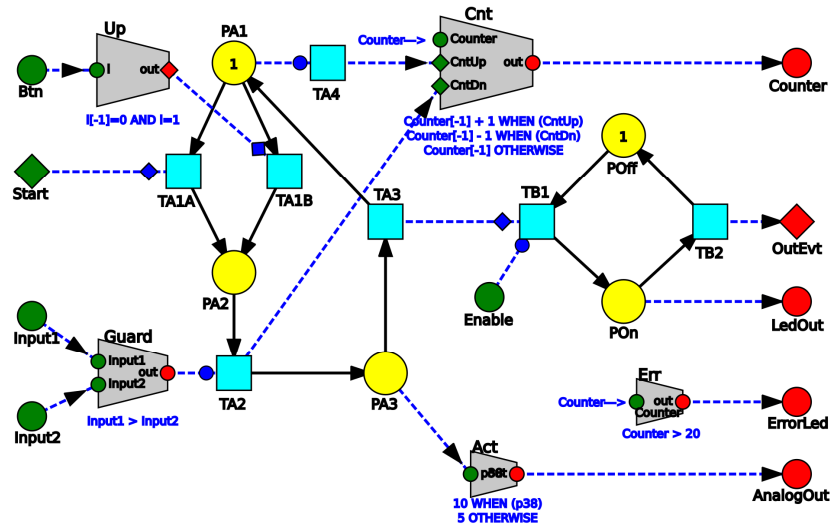 Up
PA1
Cnt
Counter—>
Counter
Btn
I
out
1
TA4
CntUp
out
Counter
CntDn
I[-1]=0 AND I=1
Counter[-1] + 1 WHEN (CntUp)
Counter[-1] - 1 WHEN (CntDn)
Counter[-1] OTHERWISE
1
POff
Start
TA1A
TA1B
TA3
TB1
TB2
OutEvt
PA2
Enable
POn
LedOut
Input1
Guard
Input1
out
Input2
Input2
Input1 > Input2
TA2
PA3
Err
Counter—>
out
Counter
Counter > 20
ErrorLed
Act
out
10 WHEN (p38)
5 OTHERWISE
AnalogOut